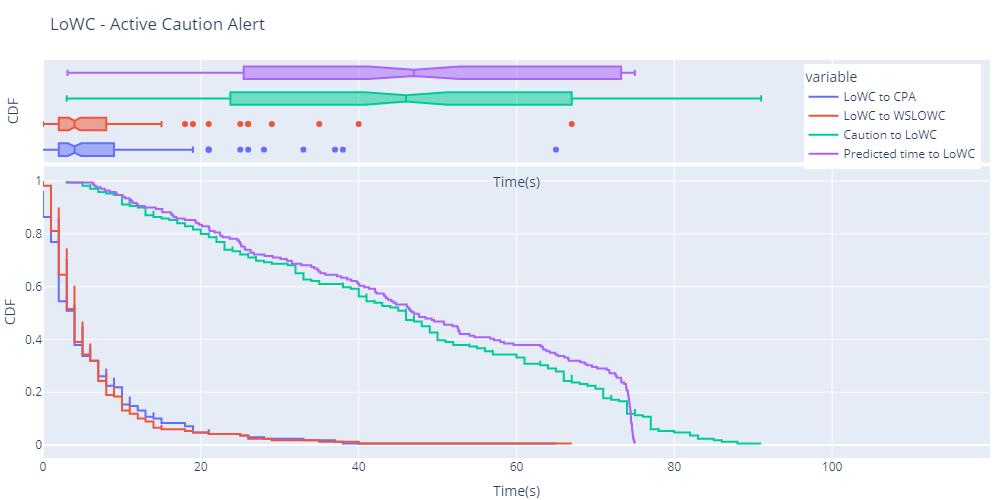 LoWC - Active Caution Alert
CDF
variable
LoWC to CPA
LoWC to WSLOWC
Caution to LoWC
Predicted time to LoWC
Time(s)
CDF
1
0.8
0.6
0.4
0.2
0
0 20 40 60 80 100
Time(s)